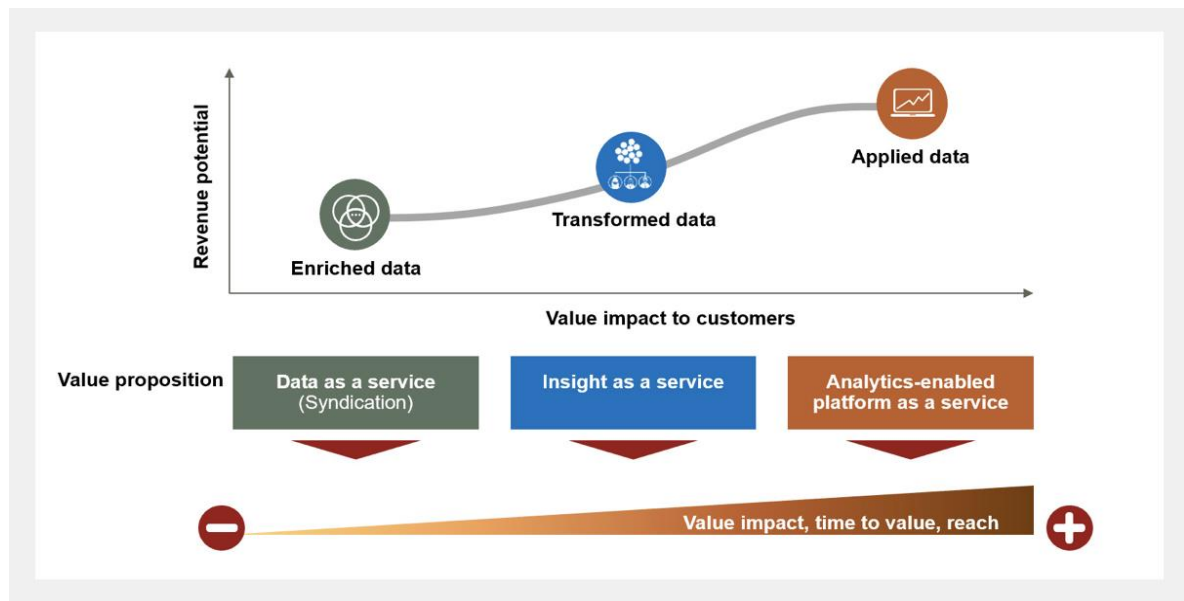 Revenue potential
Applied data
Transformed data
Enriched data
Value impact to customers
Value proposition
Data as a service
(Syndication)
Insight as a service
Analytics-enabled
platform as a service
Value impact, time to value, reach